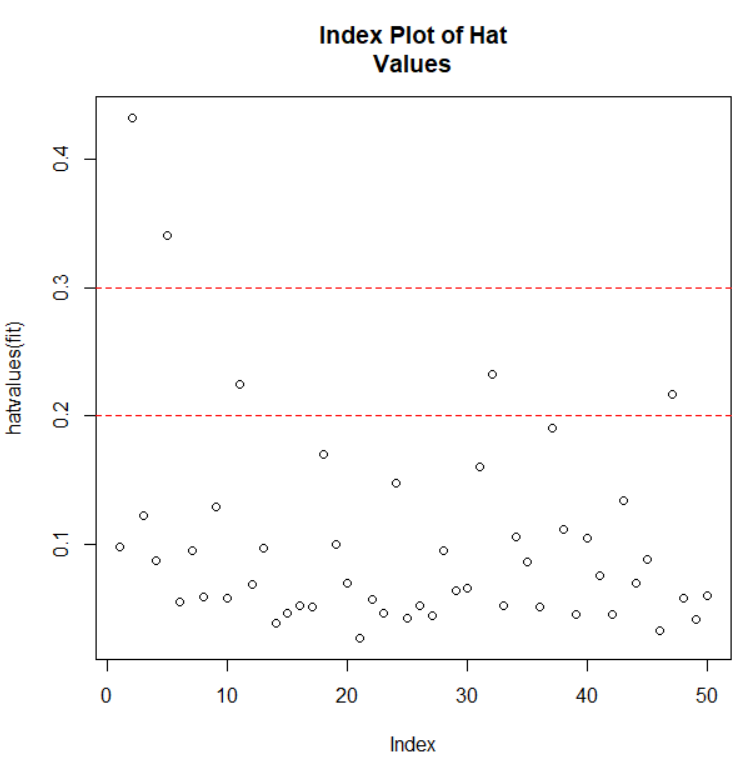 Index Plot of Hat
Values
hatvalues(fit)
0.4
0.3
0.2
0.1
0 10 20 30 40 50
Index